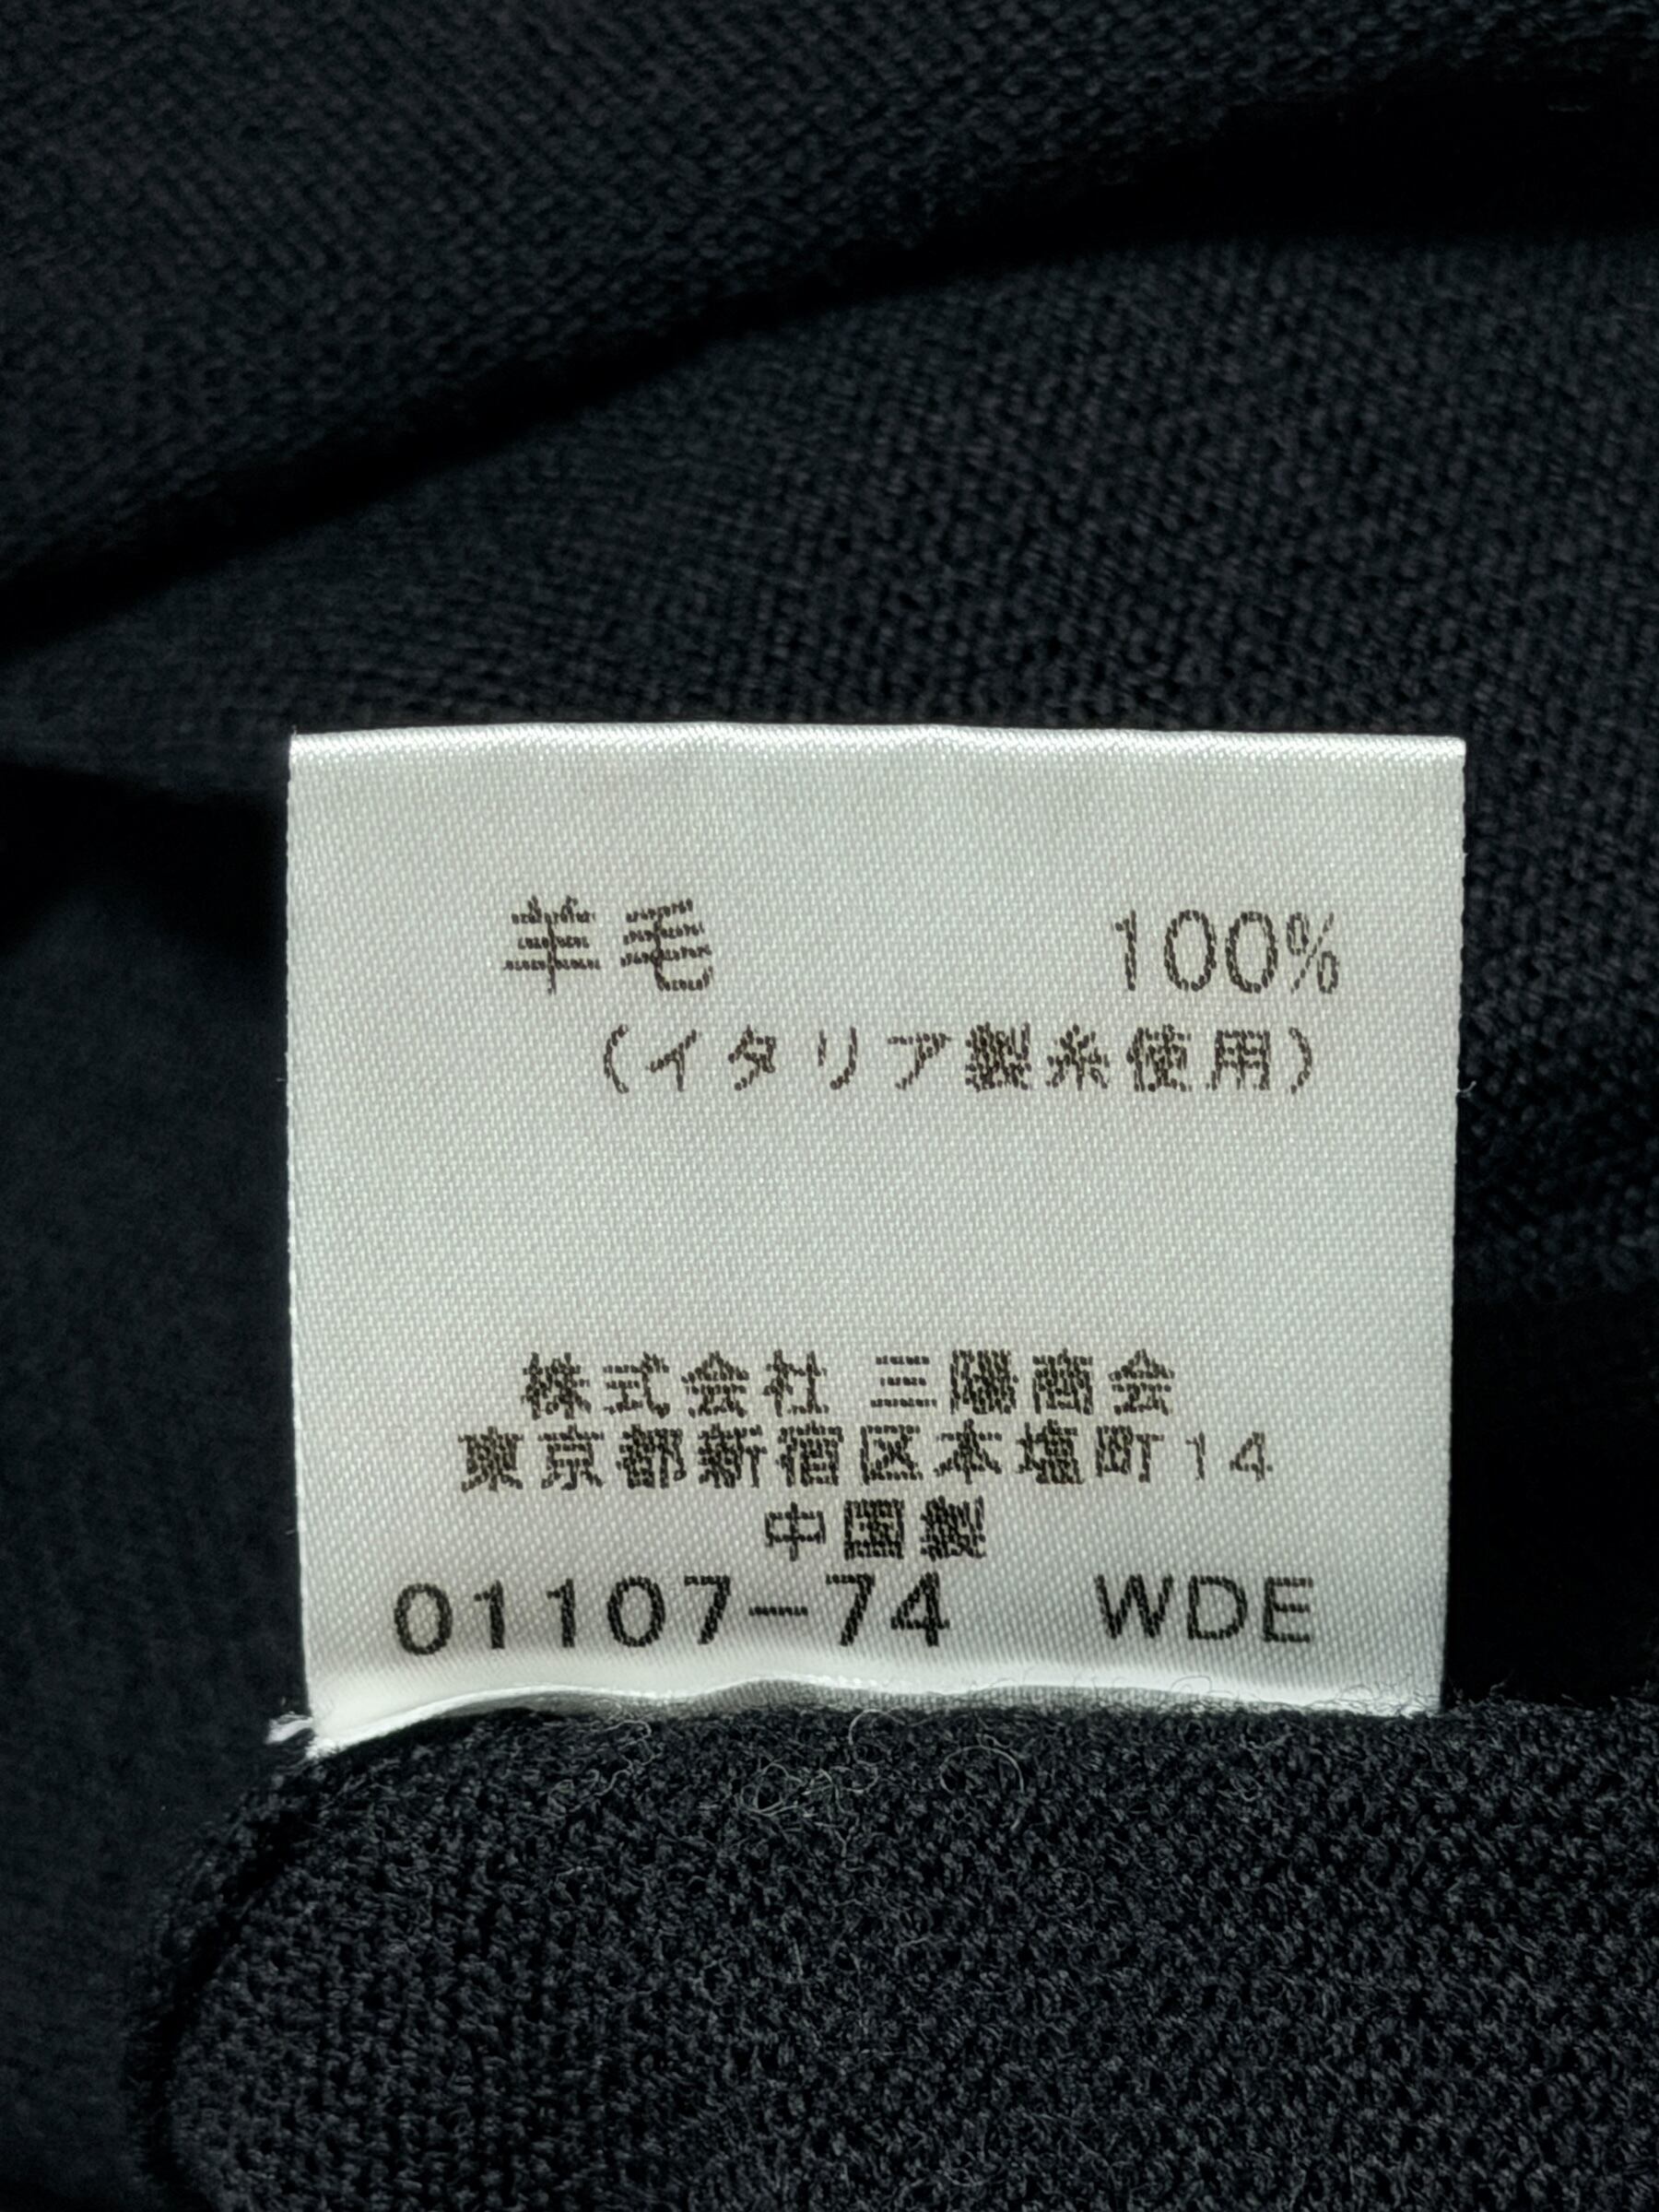 羊毛 100%
(イタリア製糸使用)
株式会社 三陽商会
東京都新宿区本塩町14
中国製
01107-74 WDE